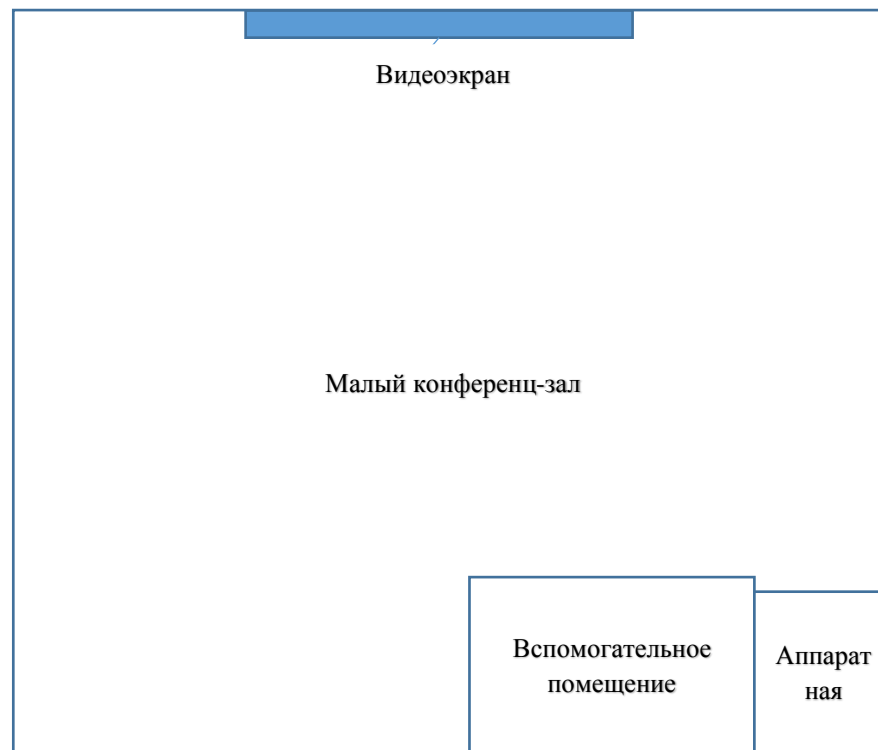 Видеоэкран
Малый конференц-зал
Вспомогательное
помещение
Аппарат
ная